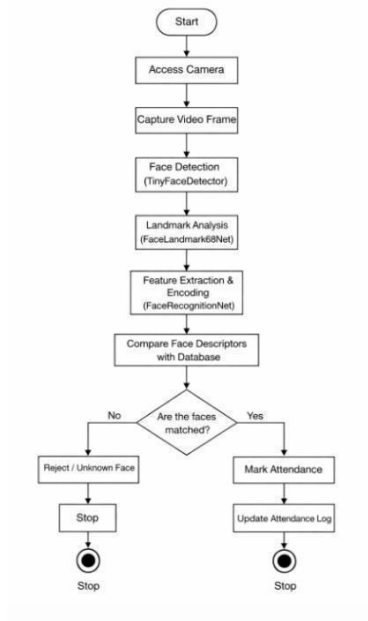 Start
Access Camera
Capture Video Frame
Face Detection
(TinyFaceDetector)
Landmark Analysis
(FaceLandmark68Net)
Feature Extraction &
Encoding
(FaceRecognitionNet)
Compare Face Descriptors
with Database
Are the faces
matched?
No
Yes
Reject / Unknown Face
Mark Attendance
Stop
Update Attendance Log
Stop
Stop